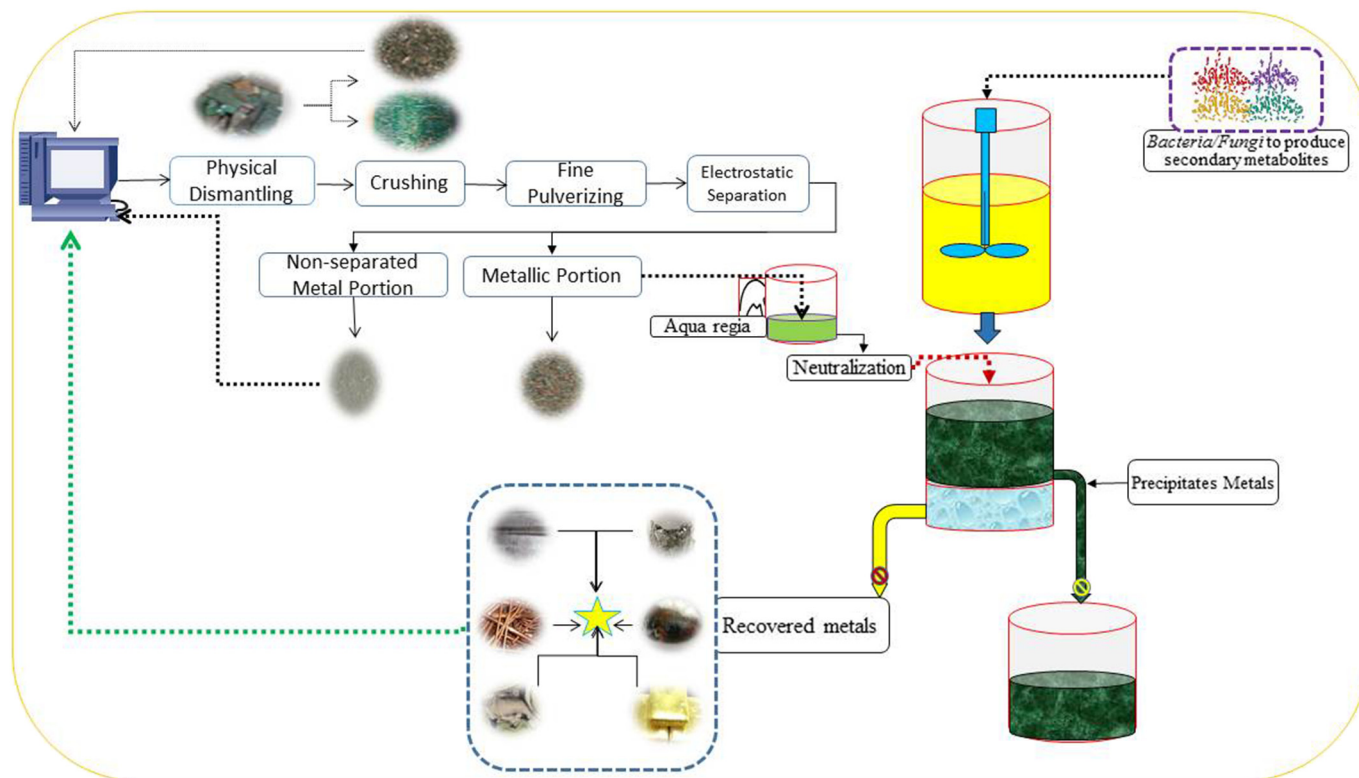 Bacteria/Fungi to produce
secondary metabolites
Physical
Dismantling
Crushing
Fine
Pulverizing
Electrostatic
Separation
Non-separated
Metal Portion
Metallic Portion
Aqua regia
Neutralization
Precipitates Metals
Recovered metals